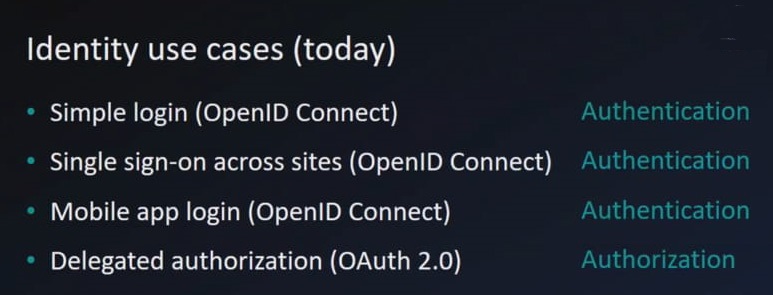 Identity use cases (today)
• Simple login (OpenID Connect) Authentication
• Single sign-on across sites (OpenID Connect) Authentication
• Mobile app login (OpenID Connect) Authentication
• Delegated authorization (OAuth 2.0) Authorization